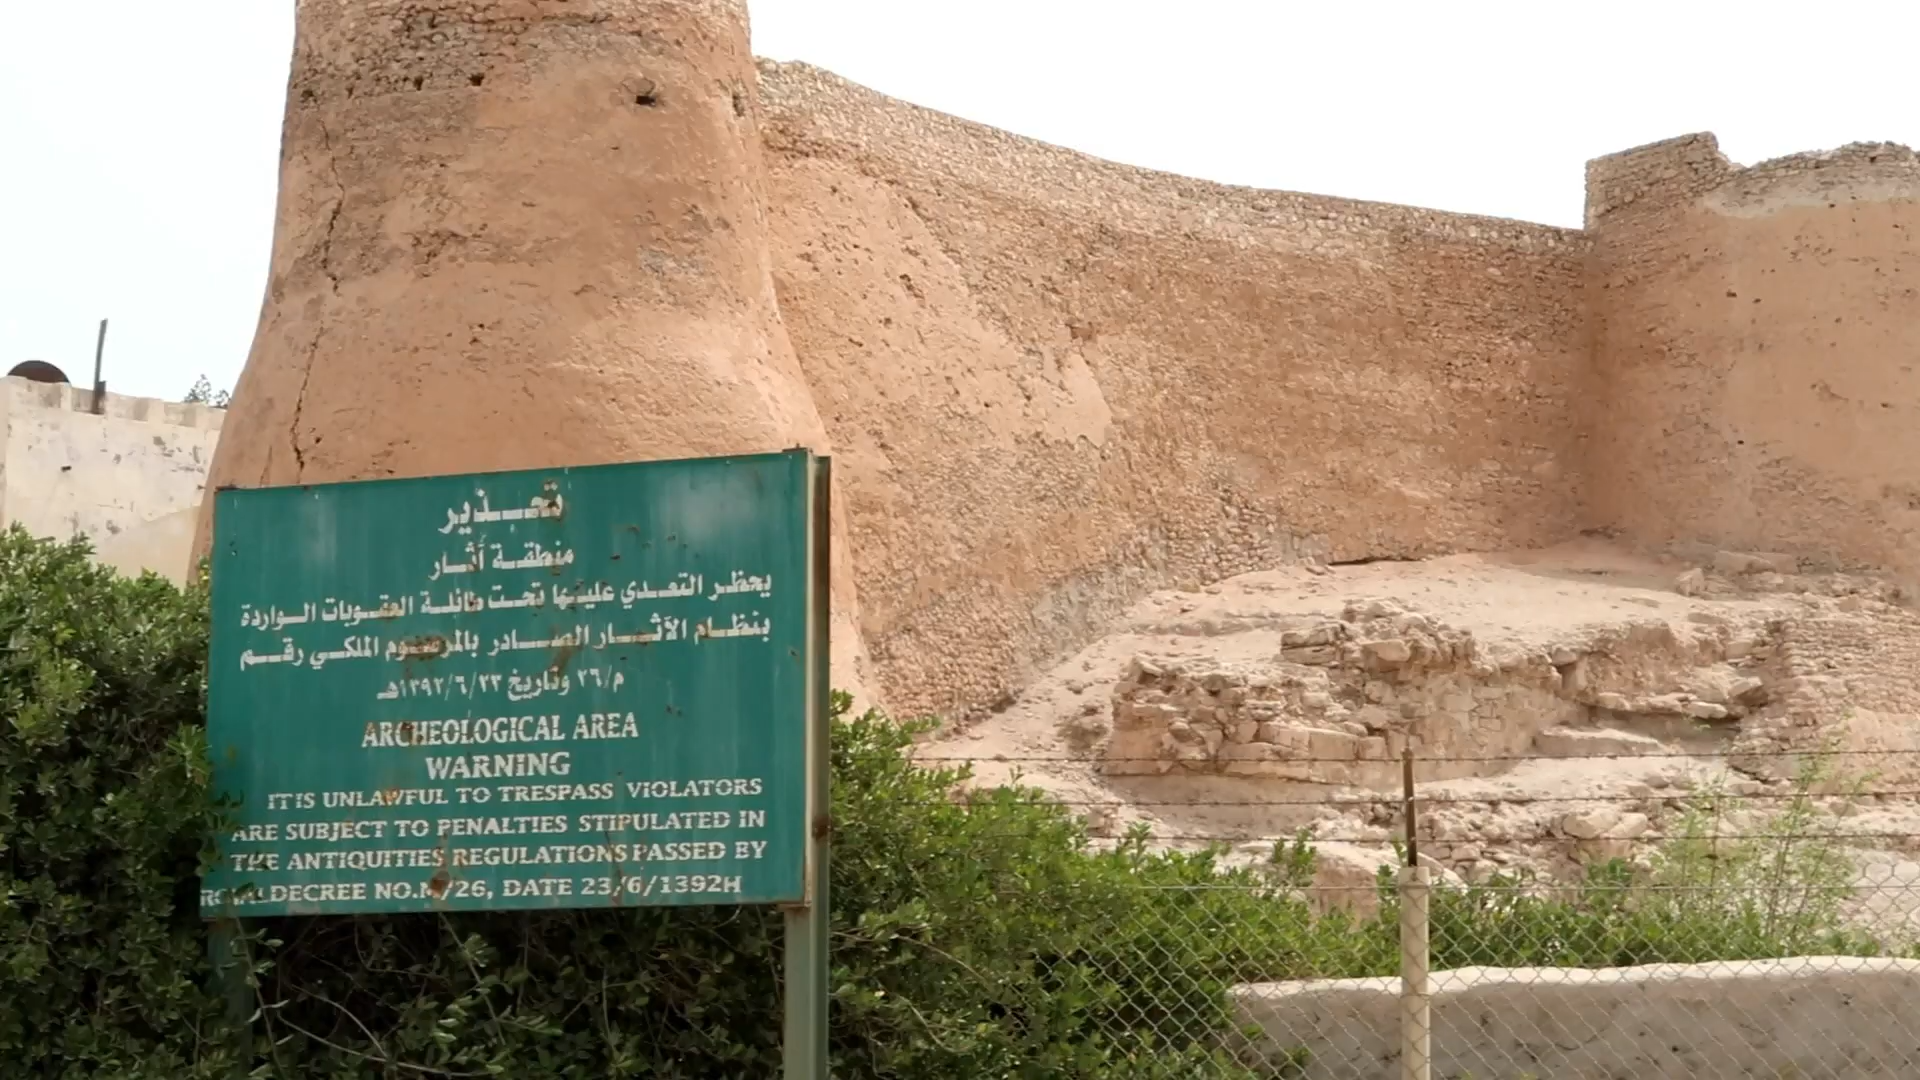 تحذير
منطقة أثار
يحظر التعدي عليها تحت طائلة العقوبات الواردة
بنظام الآثار الصادر بالمرسوم الملكي رقم
م/٢٦ وتاريخ ١٣٩٢/٦/٢٣هـ
ARCHEOLOGICAL AREA
WARNING
IT IS UNLAWFUL TO TRESPASS VIOLATORS
ARE SUBJECT TO PENALTIES STIPULATED IN
THE ANTIQUITIES REGULATIONS PASSED BY
ROYAL DECREE NO.M/26, DATE 23/6/1392H